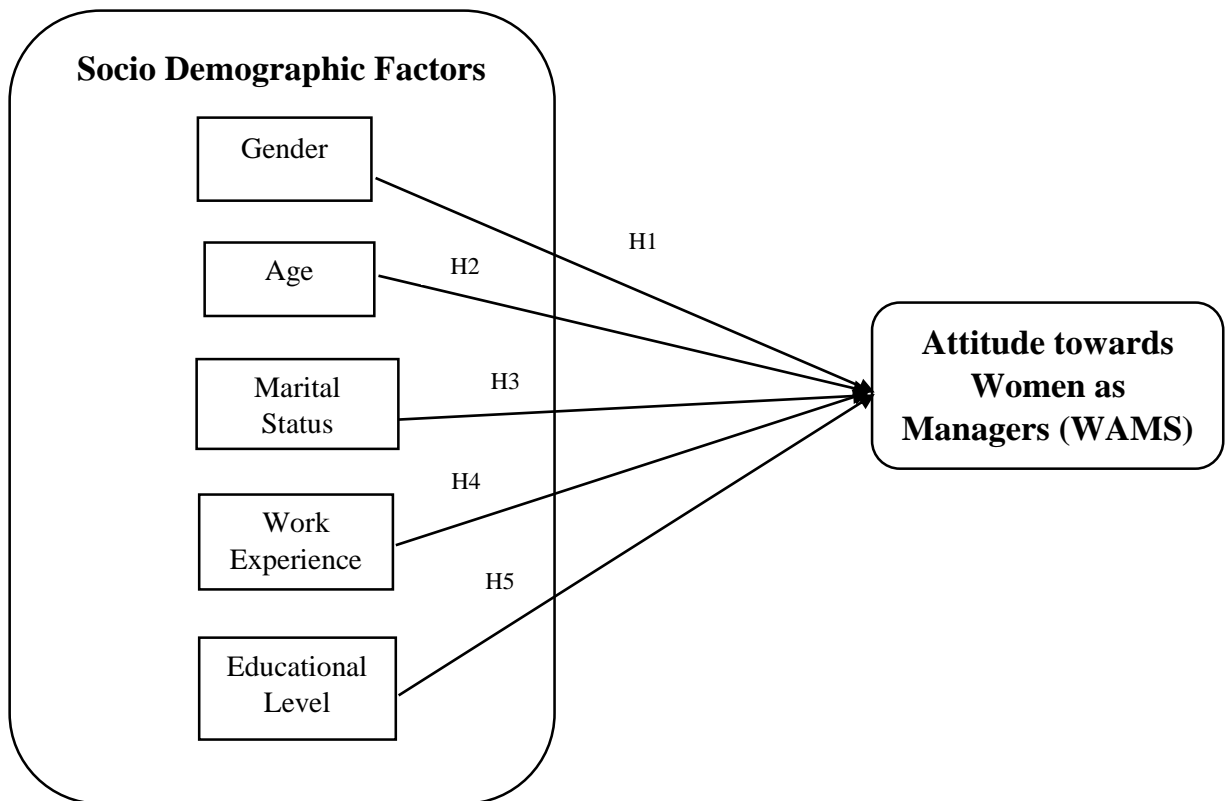 Socio Demographic Factors
Gender
H1
Age
H2
Marital
Status
H3
Attitude towards
Women as
Managers (WAMS)
Work
Experience
H4
Educational
Level
H5